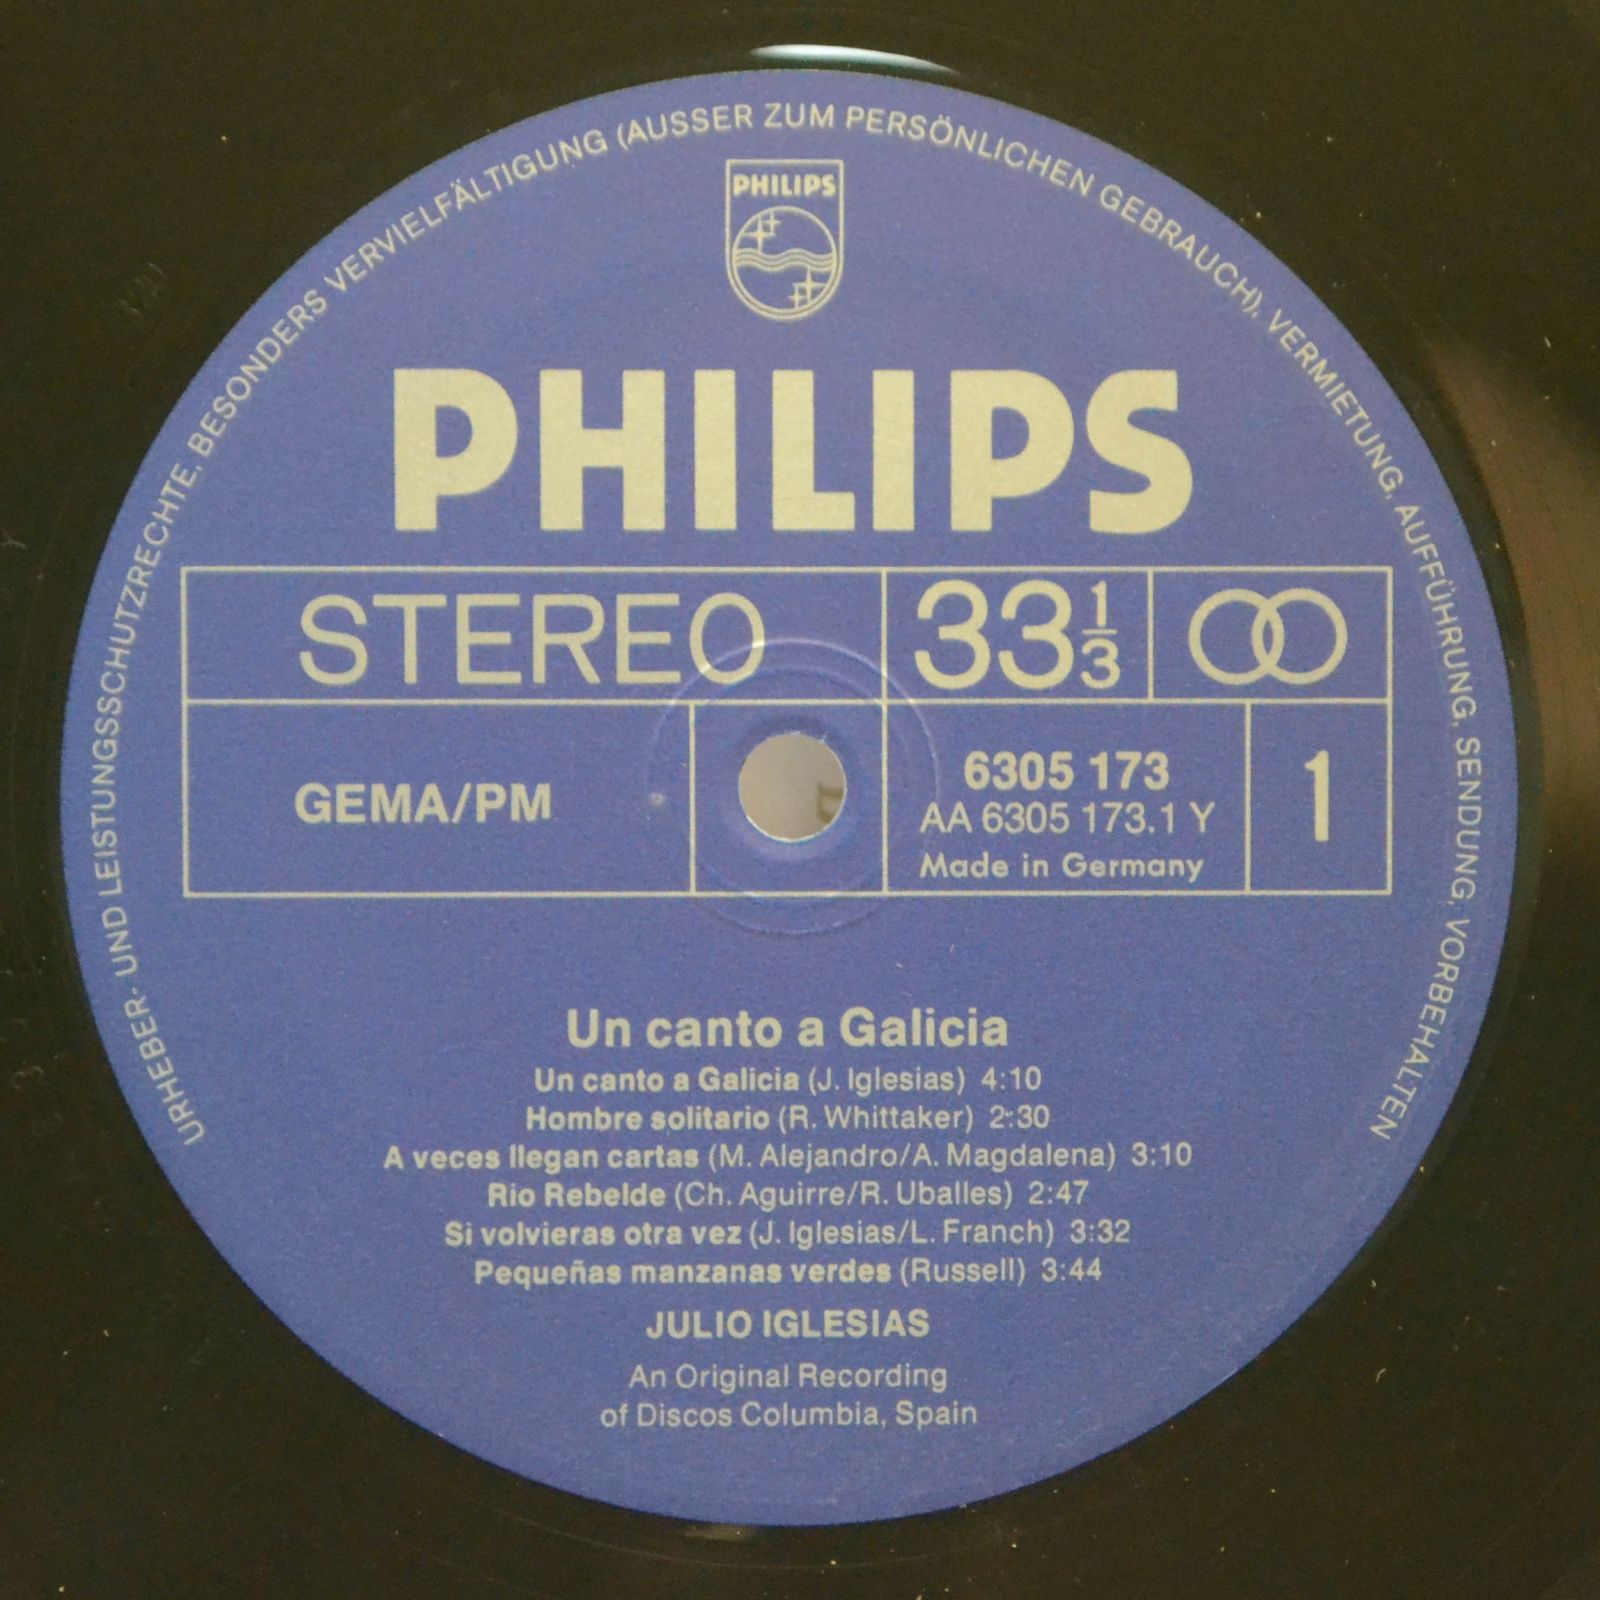 URHEBER- UND LEISTUNGSSCHUTZRECHTE, BESONDERS VERVIELFÄLTIGUNG (AUSSER ZUM PERSÖNLICHEN GEBRAUCH), VERMIETUNG, AUFFÜHRUNG, SENDUNG, VORBEHALTEN
PHILIPS
PHILIPS
STEREO 33 1/3
GEMA/PM
6305 173
AA 6305 173.1 Y
Made in Germany
1
Un canto a Galicia
Un canto a Galicia (J. Iglesias) 4:10
Hombre solitario (R. Whittaker) 2:30
A veces llegan cartas (M. Alejandro/A. Magdalena) 3:10
Rio Rebelde (Ch. Aguirre/R. Uballes) 2:47
Si volvieras otra vez (J. Iglesias/L. Franch) 3:32
Pequeñas manzanas verdes (Russell) 3:44
JULIO IGLESIAS
An Original Recording
of Discos Columbia, Spain